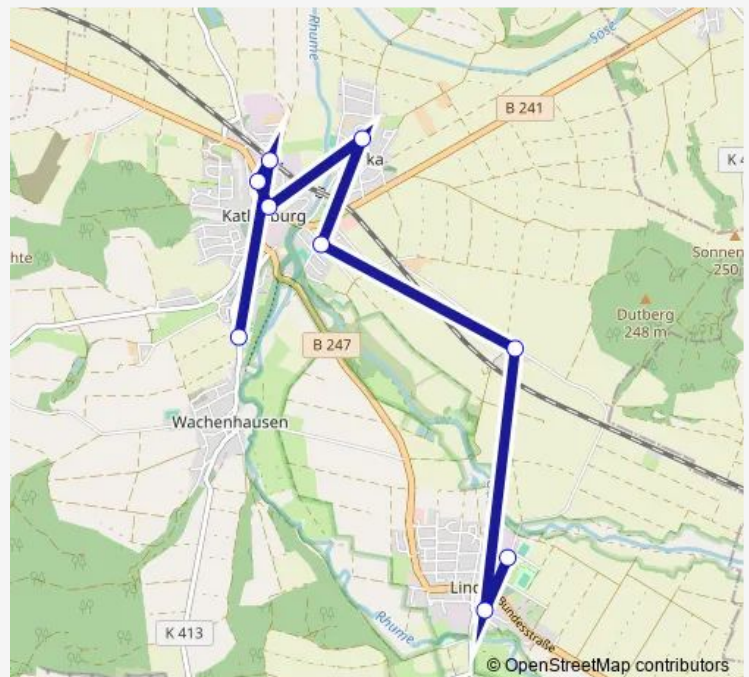 Rhume
Söse
B 241
K 4
ka
Katl burg
hte
Sonnen
250
Dutberg
248 m
B 247
Wachenhausen
Lind
Bundesstraße
Rhume
K 413
© OpenStreetMap contributors